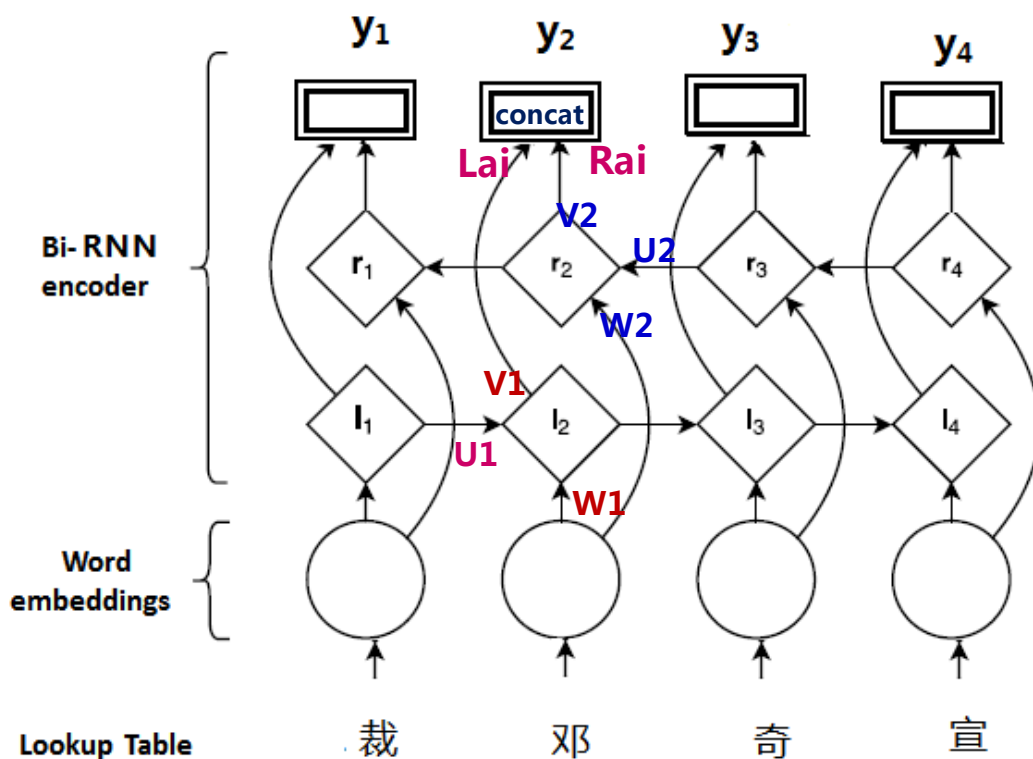 y1 y2 y3 y4
concat
Lai Rai
V2
Bi- RNN
encoder
r1 r2 U2 r3 r4
W2
V1
l1 l2 l3 l4
U1
W1
Word
embeddings
Lookup Table 裁 邓 奇 宣